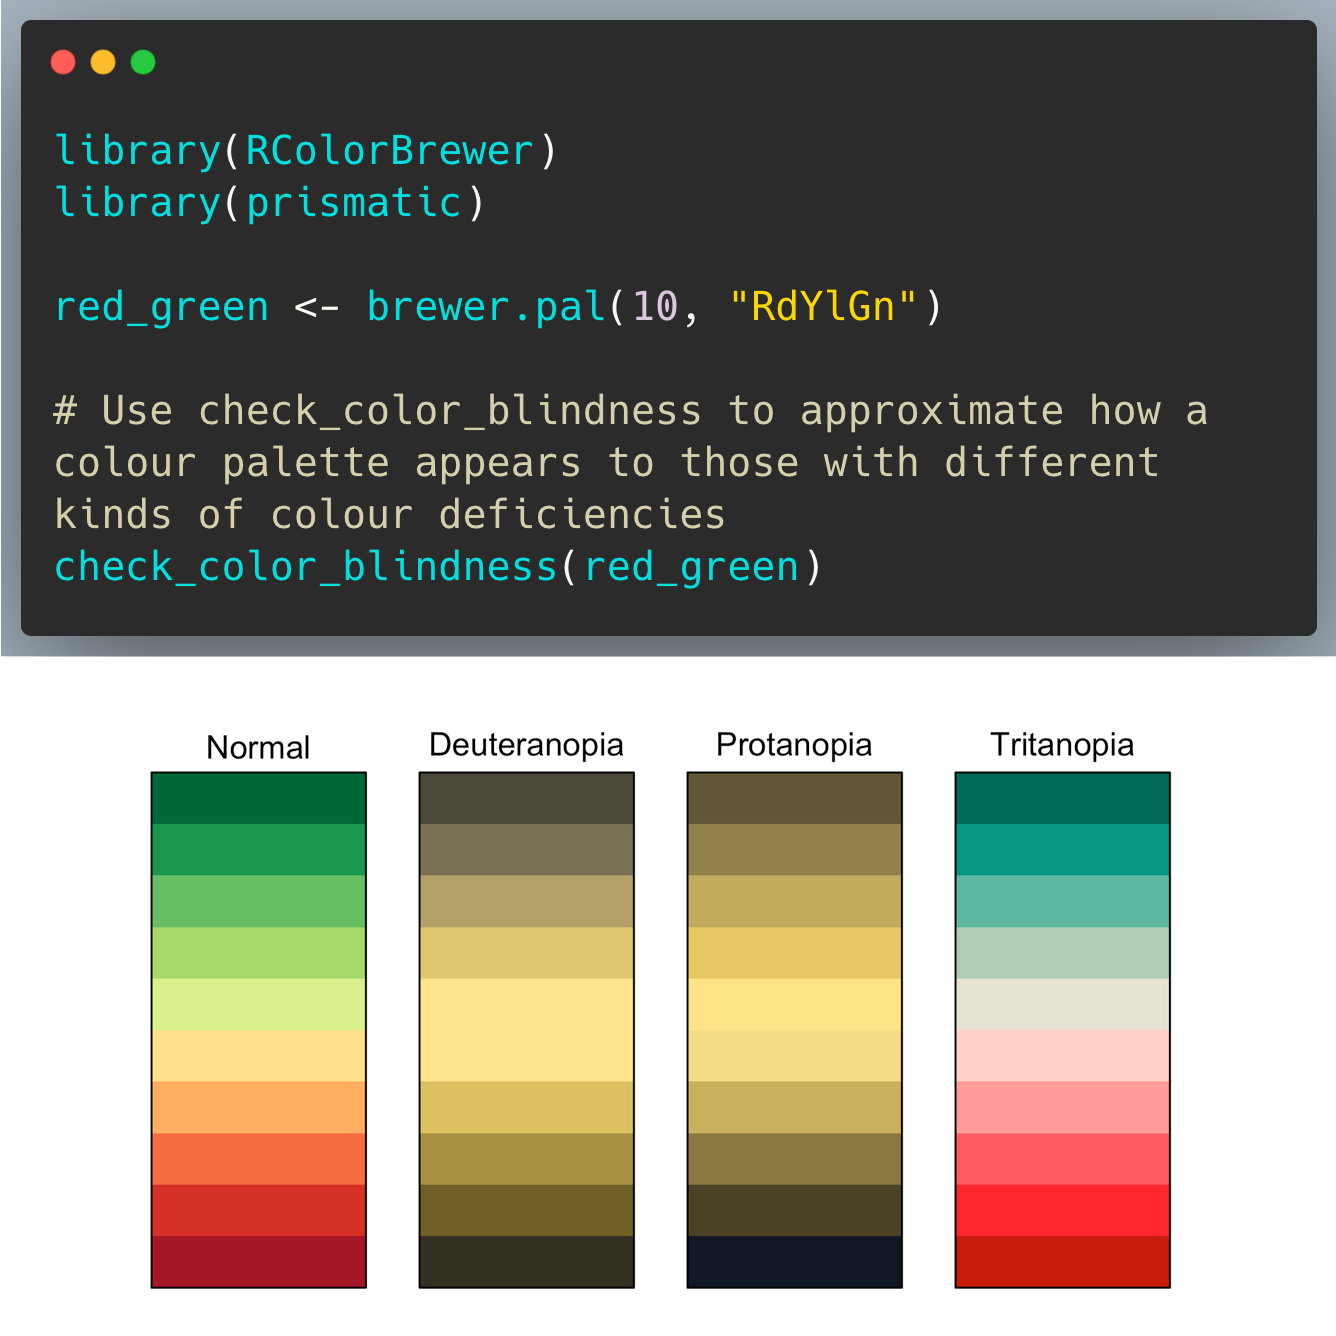 library(RColorBrewer)
library(prismatic)
red_green <- brewer.pal(10, "RdYlGn")
# Use check_color_blindness to approximate how a
colour palette appears to those with different
kinds of colour deficiencies
check_color_blindness(red_green)
Normal
Deuteranopia
Protanopia
Tritanopia